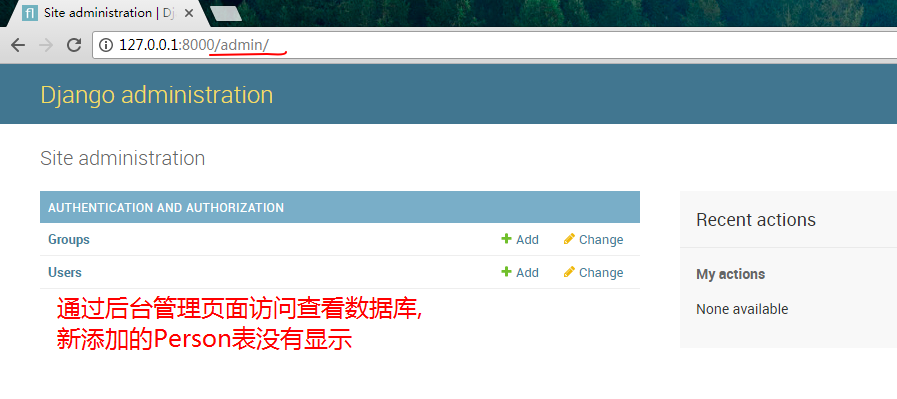 Site administration | Dj
127.0.0.1:8000/admin/
Django administration
Site administration
AUTHENTICATION AND AUTHORIZATION
Groups Add Change
Users Add Change
通过后台管理页面访问查看数据库,
新添加的Person表没有显示
Recent actions
My actions
None available